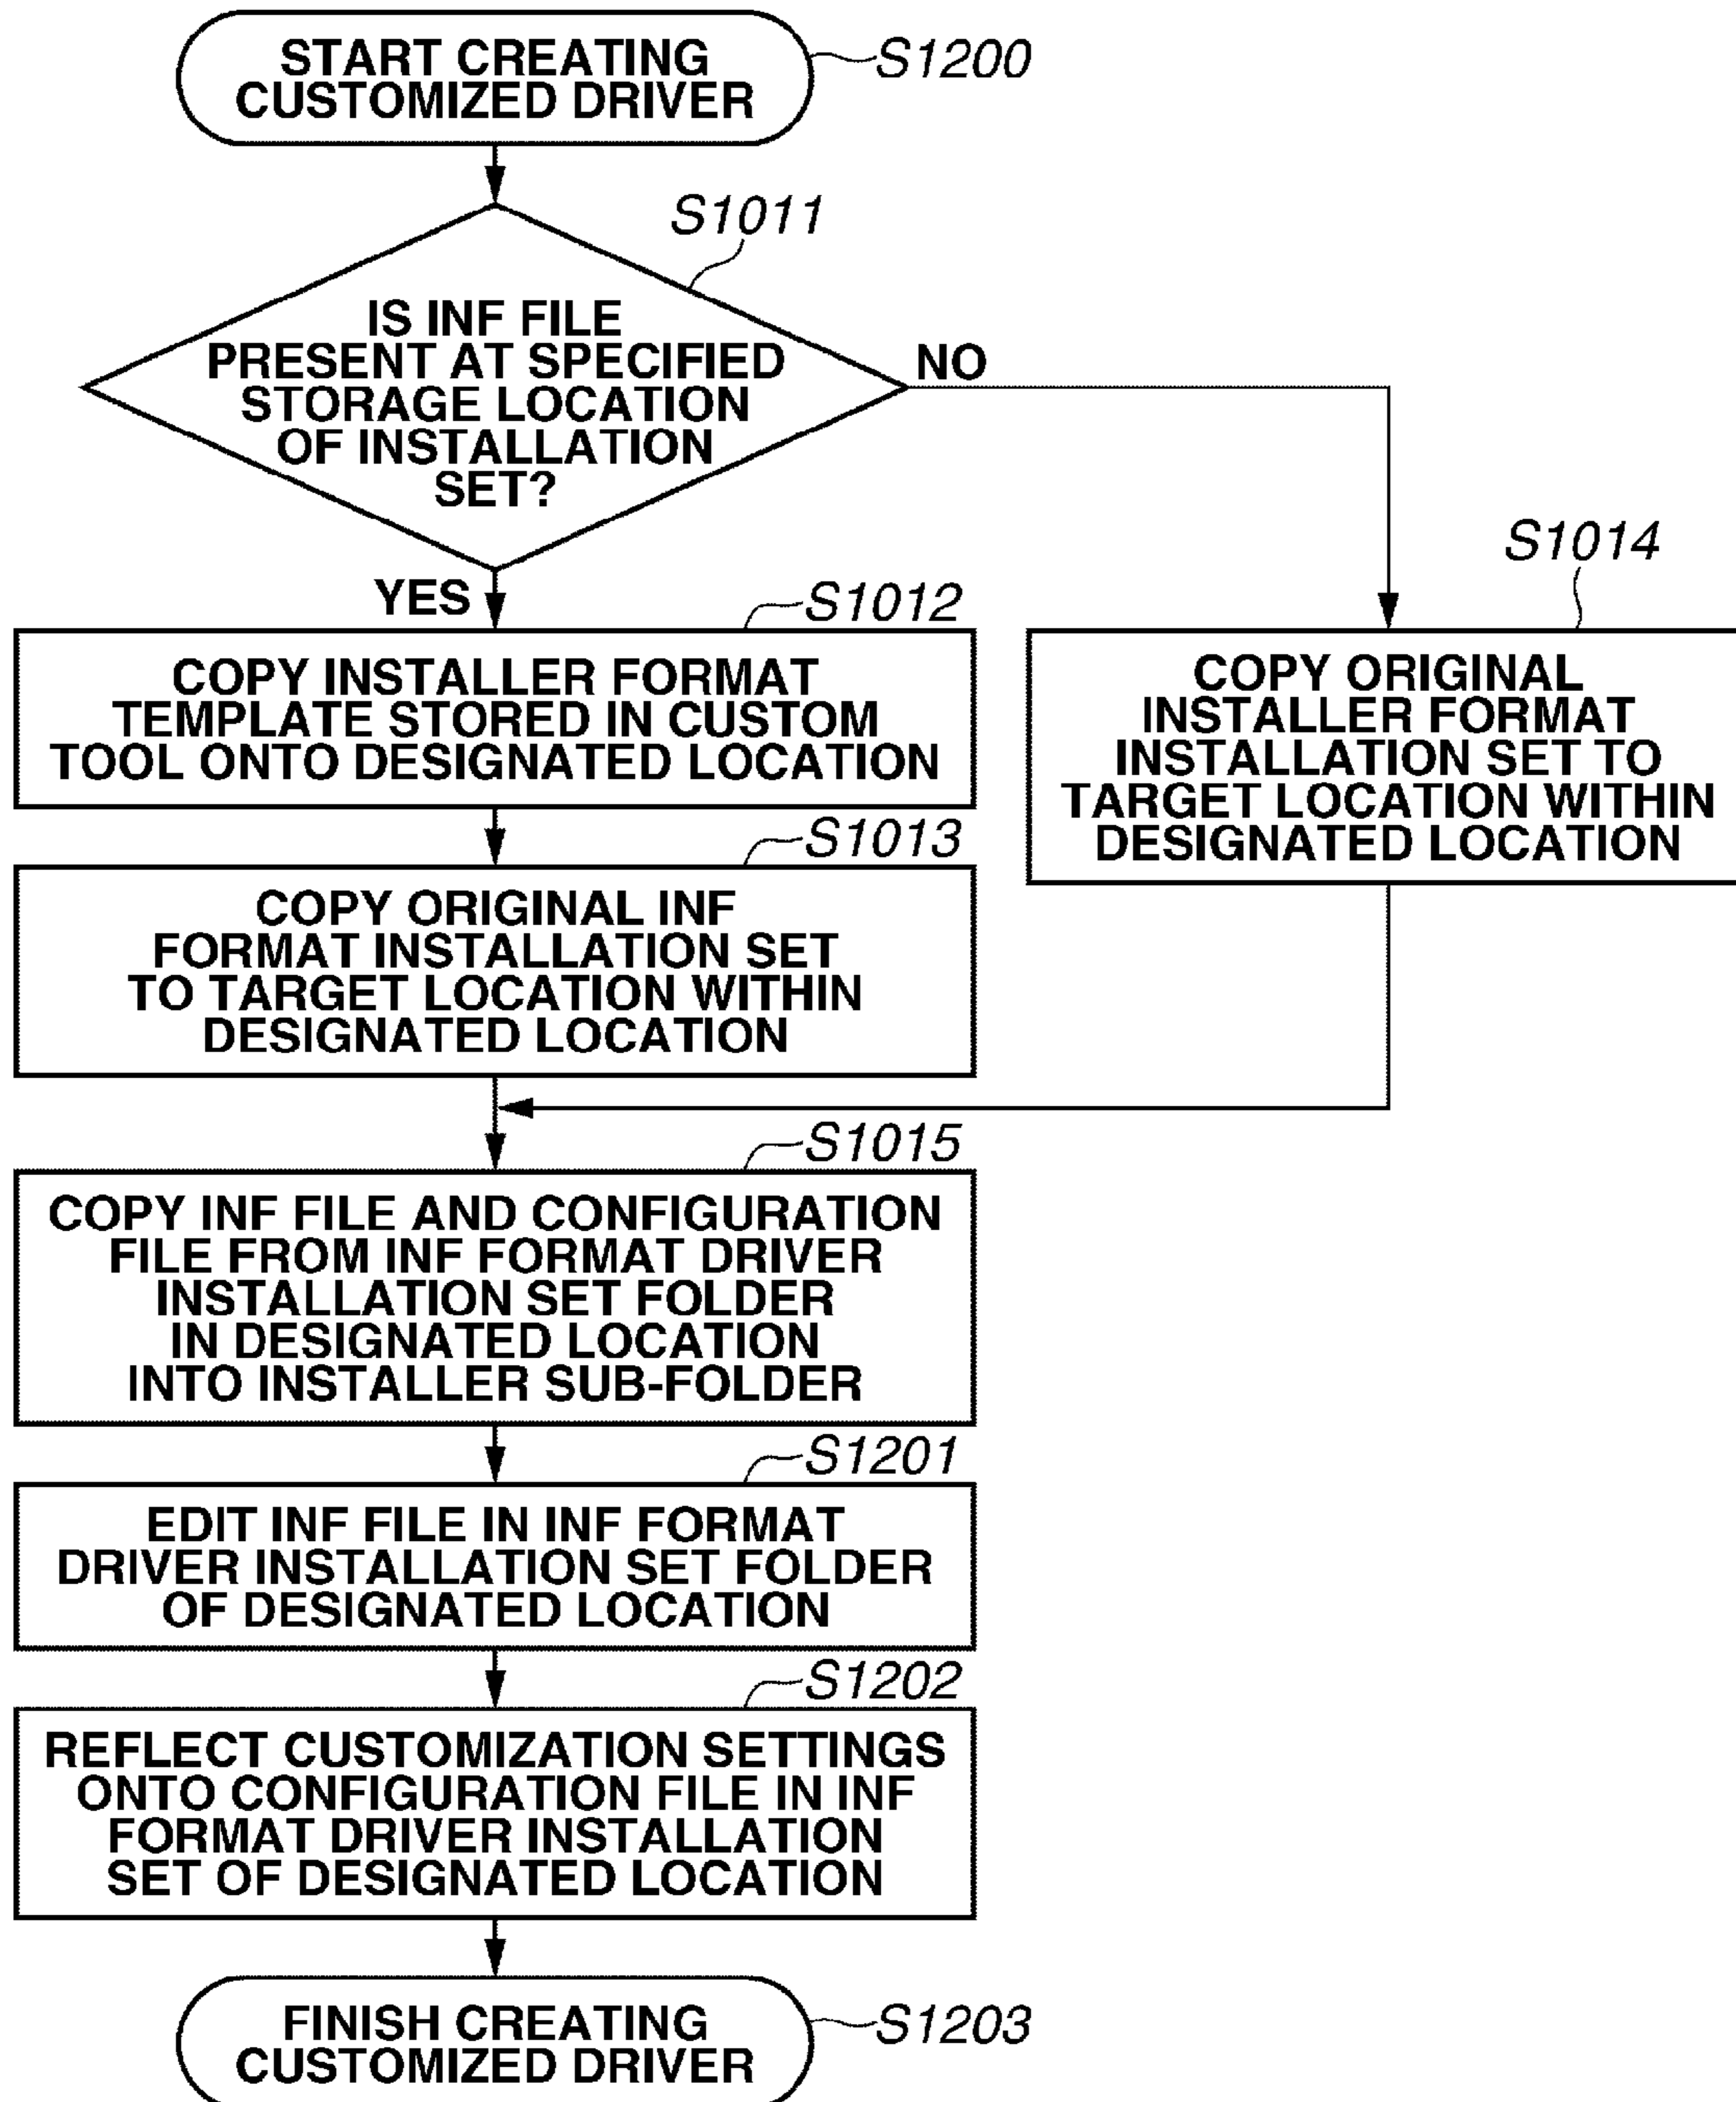 START CREATING
CUSTOMIZED DRIVER
S1200
S1011
IS INF FILE
PRESENT AT SPECIFIED
STORAGE LOCATION
OF INSTALLATION
SET?
NO
YES
S1012
COPY INSTALLER FORMAT
TEMPLATE STORED IN CUSTOM
TOOL ONTO DESIGNATED LOCATION
S1014
COPY ORIGINAL
INSTALLER FORMAT
INSTALLATION SET TO
TARGET LOCATION WITHIN
DESIGNATED LOCATION
S1013
COPY ORIGINAL INF
FORMAT INSTALLATION SET
TO TARGET LOCATION WITHIN
DESIGNATED LOCATION
S1015
COPY INF FILE AND CONFIGURATION
FILE FROM INF FORMAT DRIVER
INSTALLATION SET FOLDER
IN DESIGNATED LOCATION
INTO INSTALLER SUB-FOLDER
S1201
EDIT INF FILE IN INF FORMAT
DRIVER INSTALLATION SET FOLDER
OF DESIGNATED LOCATION
S1202
REFLECT CUSTOMIZATION SETTINGS
ONTO CONFIGURATION FILE IN INF
FORMAT DRIVER INSTALLATION
SET OF DESIGNATED LOCATION
FINISH CREATING
CUSTOMIZED DRIVER
S1203